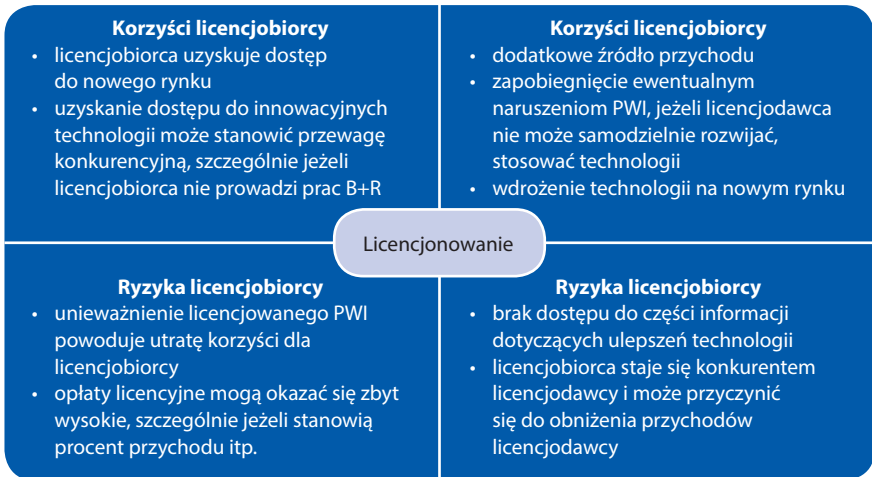 Korzyści licencjobiorcy
• licencjobiorca uzyskuje dostęp
do nowego rynku
• uzyskanie dostępu do innowacyjnych
technologii może stanowić przewagę
konkurencyjną, szczególnie jeżeli
licencjobiorca nie prowadzi prac B+R
Korzyści licencjobiorcy
• dodatkowe źródło przychodu
• zapobiegnięcie ewentualnym
naruszeniom PWI, jeżeli licencjodawca
nie może samodzielnie rozwijać,
stosować technologii
• wdrożenie technologii na nowym rynku
Licencjonowanie
Ryzyka licencjobiorcy
• unieważnienie licencjowanego PWI
powoduje utratę korzyści dla
licencjobiorcy
• opłaty licencyjne mogą okazać się zbyt
wysokie, szczególnie jeżeli stanowią
procent przychodu itp.
Ryzyka licencjobiorcy
• brak dostępu do części informacji
dotyczących ulepszeń technologii
• licencjobiorca staje się konkurentem
licencjodawcy i może przyczynić
się do obniżenia przychodów
licencjodawcy